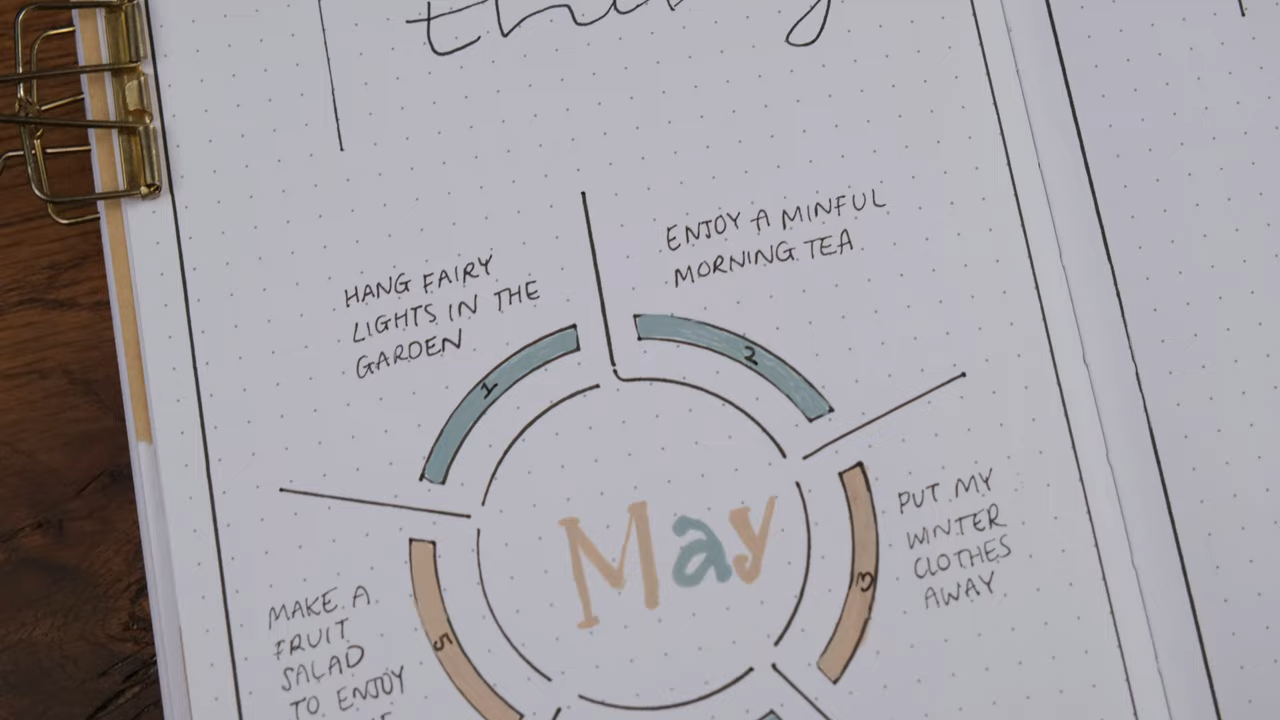 HANG FAIRY
LIGHTS IN THE
GARDEN
1
ENJOY A MINFUL
MORNING TEA
2
PUT MY
WINTER
CLOTHES
AWAY
3
May
MAKE A
FRUIT
SALAD
TO ENJOY
5